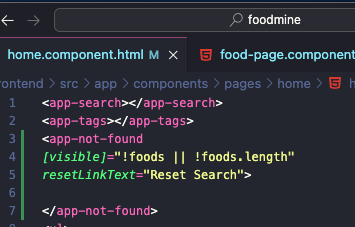 foodmine
home.component.html M
food-page.component
frontend > src > app > components > pages > home >
1 <app-search></app-search>
2 <app-tags></app-tags>
3 <app-not-found
4 [visible]="!foods || !foods.length"
5 resetLinkText="Reset Search">
6
7 </app-not-found>